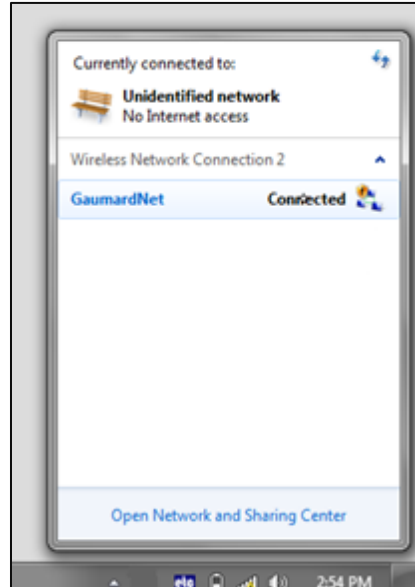 Currently connected to:
Unidentified network
No Internet access
Wireless Network Connection 2
GaumardNet Connected
Open Network and Sharing Center
elo 2:54 PM